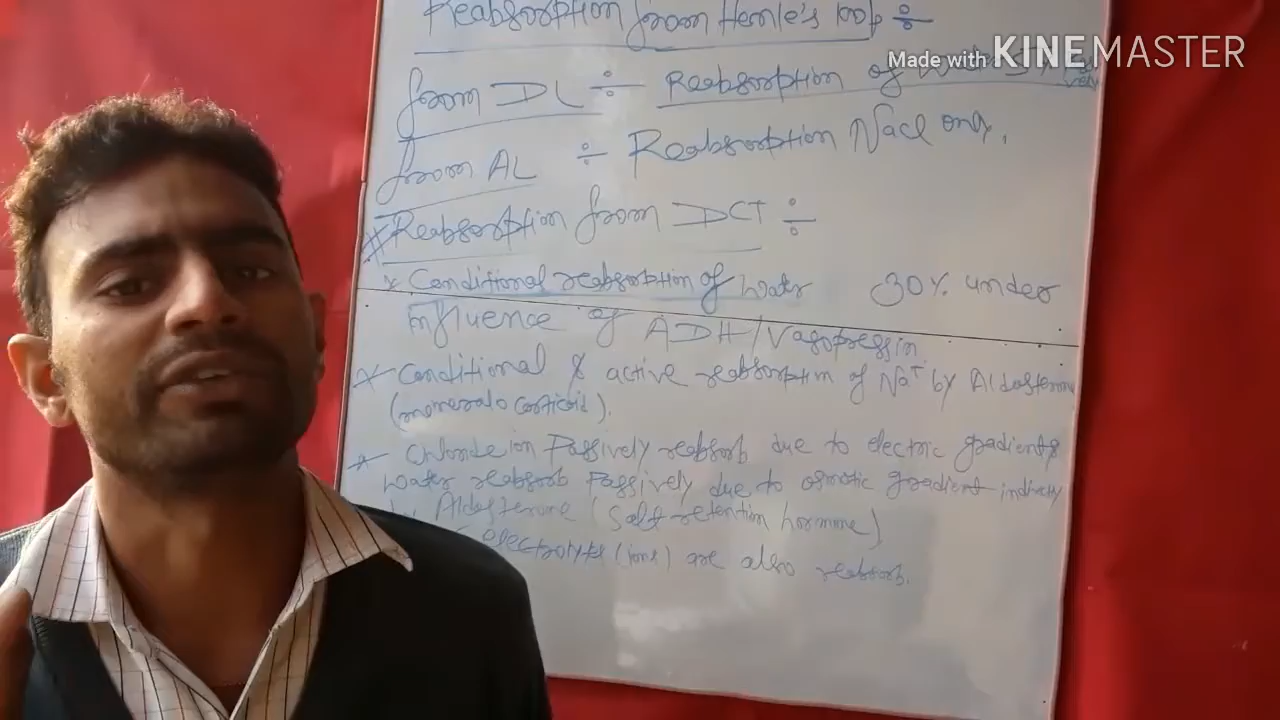 Reabsorption from Henle's loop ÷
Made with KINEMASTER
from DL ÷ Reabsorption of water
from AL ÷ Reabsorption Nacl only.
* Reabsorption from DCT ÷
* Conditional reabsorption of water 30% under
influence of ADH/Vasopressin
* Conditional & active reabsorption of Na+ by Aldosterone
(mineralo corticoid).
* Chloride ion Passively reabsorb due to electric gradient &
water reabsorb Passively due to osmotic gradient indirectly
Aldosterone (Salt retention hormone)
electrolytes (ions) are also reabsorb.